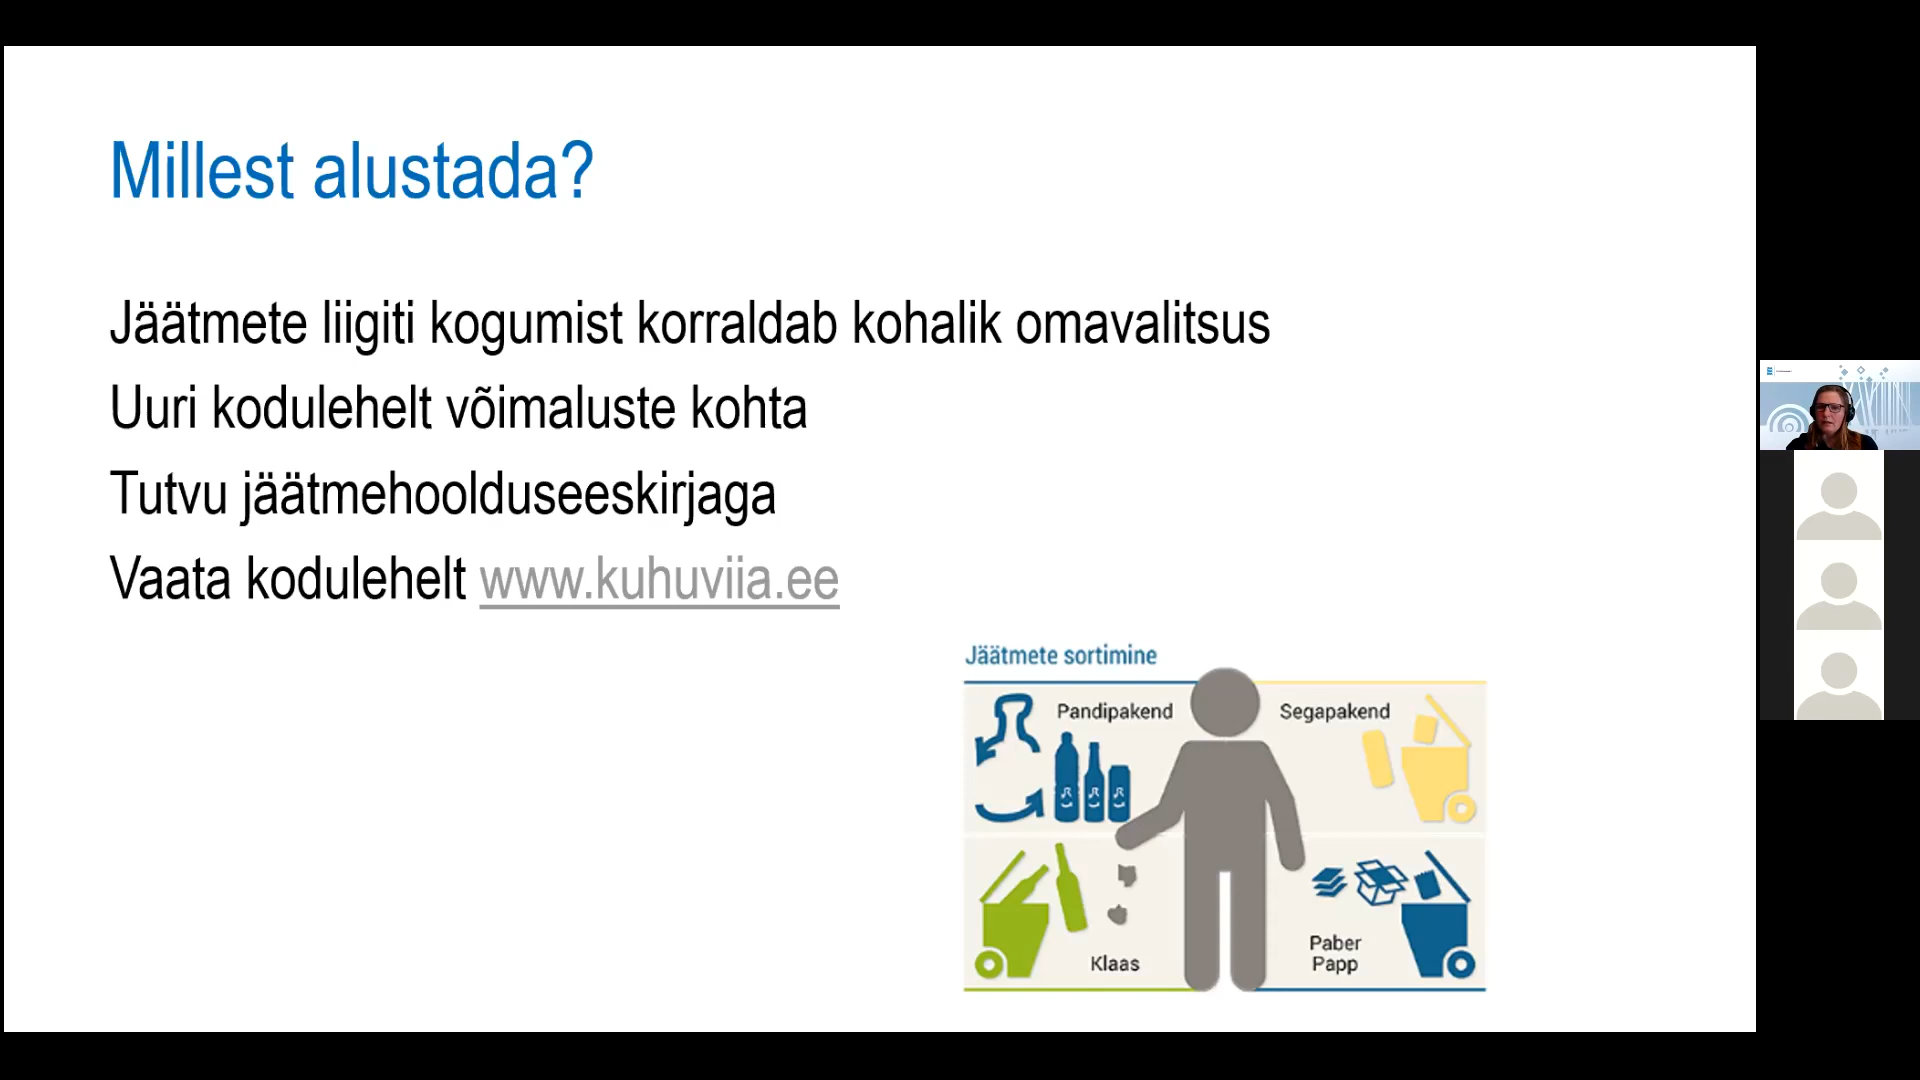 Millest alustada?
Jäätmete liigiti kogumist korraldab kohalik omavalitsus
Uuri kodulehelt võimaluste kohta
Tutvu jäätmehoolduseeskirjaga
Vaata kodulehelt www.kuhuviia.ee
Jäätmete sortimine
Pandipakend
Segapakend
Klaas
Paber
Papp